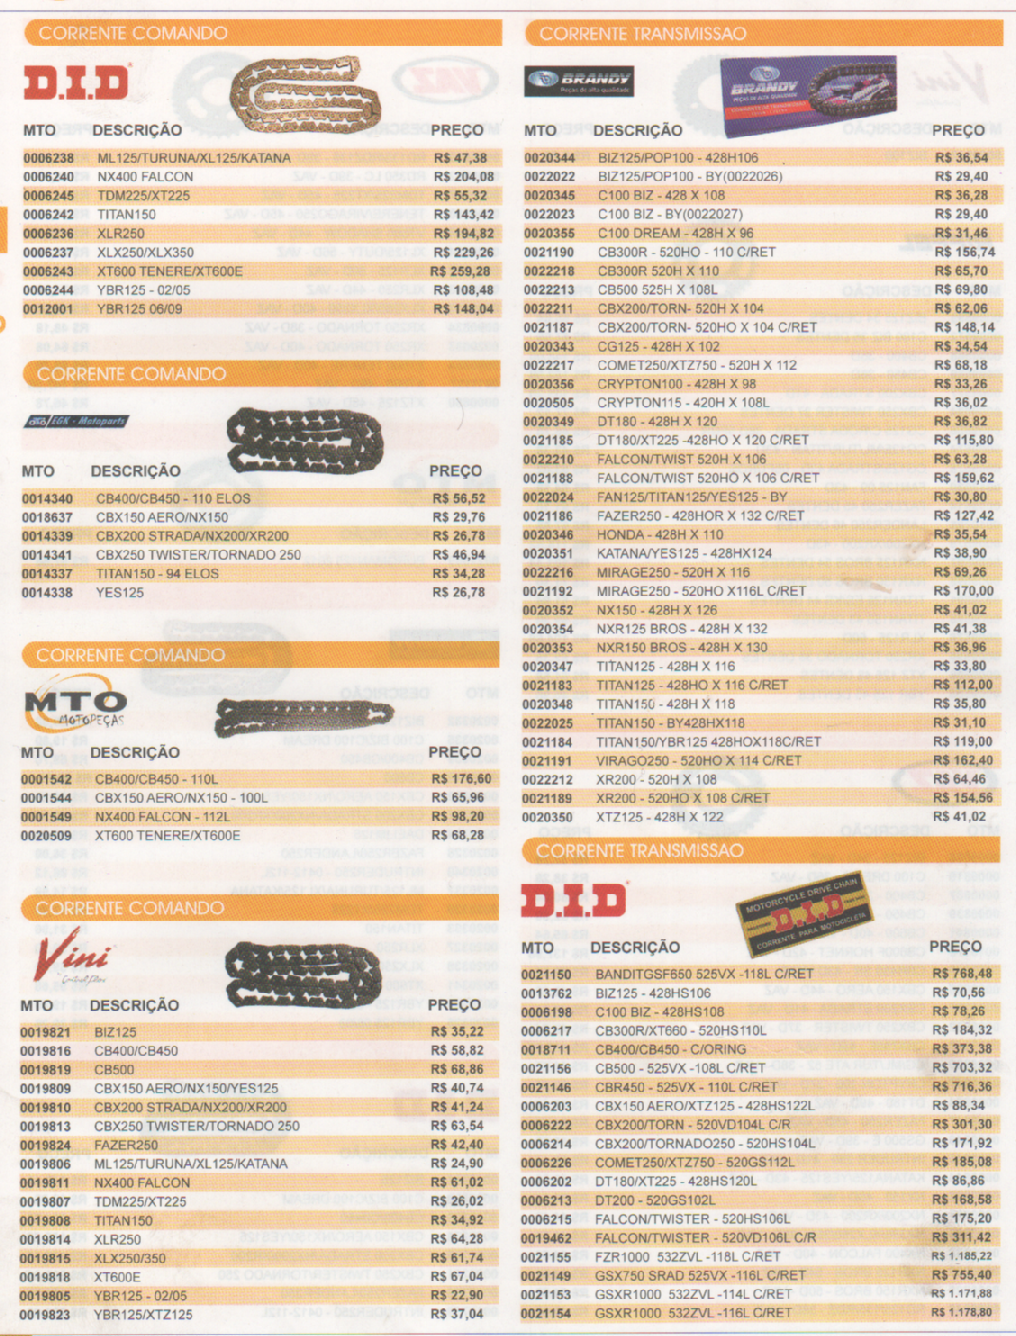 CORRENTE COMANDO
D.I.D
MTO DESCRIÇÃO PREÇO
0006238 ML125/TURUNA/XL125/KATANA R$ 47,38
0006240 NX400 FALCON R$ 204,08
0006245 TDM225/XT225 R$ 55,32
0006242 TITAN150 R$ 143,42
0006236 XLR250 R$ 194,82
0006237 XLX250/XLX350 R$ 229,26
0006243 XT600 TENERE/XT600E R$ 259,28
0006244 YBR125 - 02/05 R$ 108,48
0012001 YBR125 06/09 R$ 148,04
CORRENTE COMANDO
EGK - Motoparts
MTO DESCRIÇÃO PREÇO
0014340 CB400/CB450 - 110 ELOS R$ 56,52
0018637 CBX150 AERO/NX150 R$ 29,76
0014339 CBX200 STRADA/NX200/XR200 R$ 26,78
0014341 CBX250 TWISTER/TORNADO 250 R$ 46,94
0014337 TITAN150 - 94 ELOS R$ 34,28
0014338 YES125 R$ 26,78
CORRENTE COMANDO
MTO
MOTOPEÇAS
MTO DESCRIÇÃO PREÇO
0001542 CB400/CB450 - 110L R$ 176,60
0001544 CBX150 AERO/NX150 - 100L R$ 65,96
0001549 NX400 FALCON - 112L R$ 98,20
0020509 XT600 TENERE/XT600E R$ 68,28
CORRENTE COMANDO
Vini
MTO DESCRIÇÃO PREÇO
0019821 BIZ125 R$ 35,22
0019816 CB400/CB450 R$ 58,82
0019819 CB500 R$ 68,86
0019809 CBX150 AERO/NX150/YES125 R$ 40,74
0019810 CBX200 STRADA/NX200/XR200 R$ 41,24
0019813 CBX250 TWISTER/TORNADO 250 R$ 63,54
0019824 FAZER250 R$ 42,40
0019806 ML125/TURUNA/XL125/KATANA R$ 24,90
0019811 NX400 FALCON R$ 61,02
0019807 TDM225/XT225 R$ 26,02
0019808 TITAN150 R$ 34,92
0019814 XLR250 R$ 64,28
0019815 XLX250/350 R$ 61,74
0019818 XT600E R$ 67,04
0019805 YBR125 - 02/05 R$ 22,90
0019823 YBR125/XTZ125 R$ 37,04
CORRENTE TRANSMISSAO
BRANDY
Peças de alta qualidade
BRANDY
MTO DESCRIÇÃO PREÇO
0020344 BIZ125/POP100 - 428H106 R$ 36,54
0022022 BIZ125/POP100 - BY(0022026) R$ 29,40
0020345 C100 BIZ - 428 X 108 R$ 36,28
0022023 C100 BIZ - BY(0022027) R$ 29,40
0020355 C100 DREAM - 428H X 96 R$ 31,46
0021190 CB300R - 520HO - 110 C/RET R$ 156,74
0022218 CB300R 520H X 110 R$ 65,70
0022213 CB500 525H X 108L R$ 69,80
0022211 CBX200/TORN- 520H X 104 R$ 62,06
0021187 CBX200/TORN- 520HO X 104 C/RET R$ 148,14
0020343 CG125 - 428H X 102 R$ 34,54
0022217 COMET250/XTZ750 - 520H X 112 R$ 68,18
0020356 CRYPTON100 - 428H X 98 R$ 33,26
0020505 CRYPTON115 - 420H X 108L R$ 36,02
0020349 DT180 - 428H X 120 R$ 36,82
0021185 DT180/XT225 -428HO X 120 C/RET R$ 115,80
0022210 FALCON/TWIST 520H X 106 R$ 63,28
0021188 FALCON/TWIST 520HO X 106 C/RET R$ 159,62
0022024 FAN125/TITAN125/YES125 - BY R$ 30,80
0021186 FAZER250 - 428HOR X 132 C/RET R$ 127,42
0020346 HONDA - 428H X 110 R$ 35,54
0020351 KATANA/YES125 - 428HX124 R$ 38,90
0022216 MIRAGE250 - 520H X 116 R$ 69,26
0021192 MIRAGE250 - 520HO X116L C/RET R$ 170,00
0020352 NX150 - 428H X 126 R$ 41,02
0020354 NXR125 BROS - 428H X 132 R$ 41,38
0020353 NXR150 BROS - 428H X 130 R$ 36,96
0020347 TITAN125 - 428H X 116 R$ 33,80
0021183 TITAN125 - 428HO X 116 C/RET R$ 112,00
0020348 TITAN150 - 428H X 118 R$ 35,80
0022025 TITAN150 - BY428HX118 R$ 31,10
0021184 TITAN150/YBR125 428HOX118C/RET R$ 119,00
0021191 VIRAGO250 - 520HO X 114 C/RET R$ 162,40
0022212 XR200 - 520H X 108 R$ 64,46
0021189 XR200 - 520HO X 108 C/RET R$ 154,56
0020350 XTZ125 - 428H X 122 R$ 41,02
CORRENTE TRANSMISSAO
D.I.D
MOTORCYCLE DRIVE CHAIN
D.I.D
CORRENTE PARA MOTOCICLETA
MTO DESCRIÇÃO PREÇO
0021150 BANDITGSF650 525VX -118L C/RET R$ 768,48
0013762 BIZ125 - 428HS106 R$ 70,56
0006198 C100 BIZ - 428HS108 R$ 78,26
0006217 CB300R/XT660 - 520HS110L R$ 184,32
0018711 CB400/CB450 - C/ORING R$ 373,38
0021156 CB500 - 525VX -108L C/RET R$ 703,32
0021146 CBR450 - 525VX - 110L C/RET R$ 716,36
0006203 CBX150 AERO/XTZ125 - 428HS122L R$ 88,34
0006222 CBX200/TORN - 520VD104L C/R R$ 301,30
0006214 CBX200/TORNADO250 - 520HS104L R$ 171,92
0006226 COMET250/XTZ750 - 520GS112L R$ 185,08
0006202 DT180/XT225 - 428HS120L R$ 86,86
0006213 DT200 - 520GS102L R$ 168,58
0006215 FALCON/TWISTER - 520HS106L R$ 175,20
0019462 FALCON/TWISTER - 520VD106L C/R R$ 311,42
0021155 FZR1000 532ZVL -118L C/RET R$ 1.185,22
0021149 GSX750 SRAD 525VX -116L C/RET R$ 755,40
0021153 GSXR1000 532ZVL -114L C/RET R$ 1.171,88
0021154 GSXR1000 532ZVL -116L C/RET R$ 1.178,80